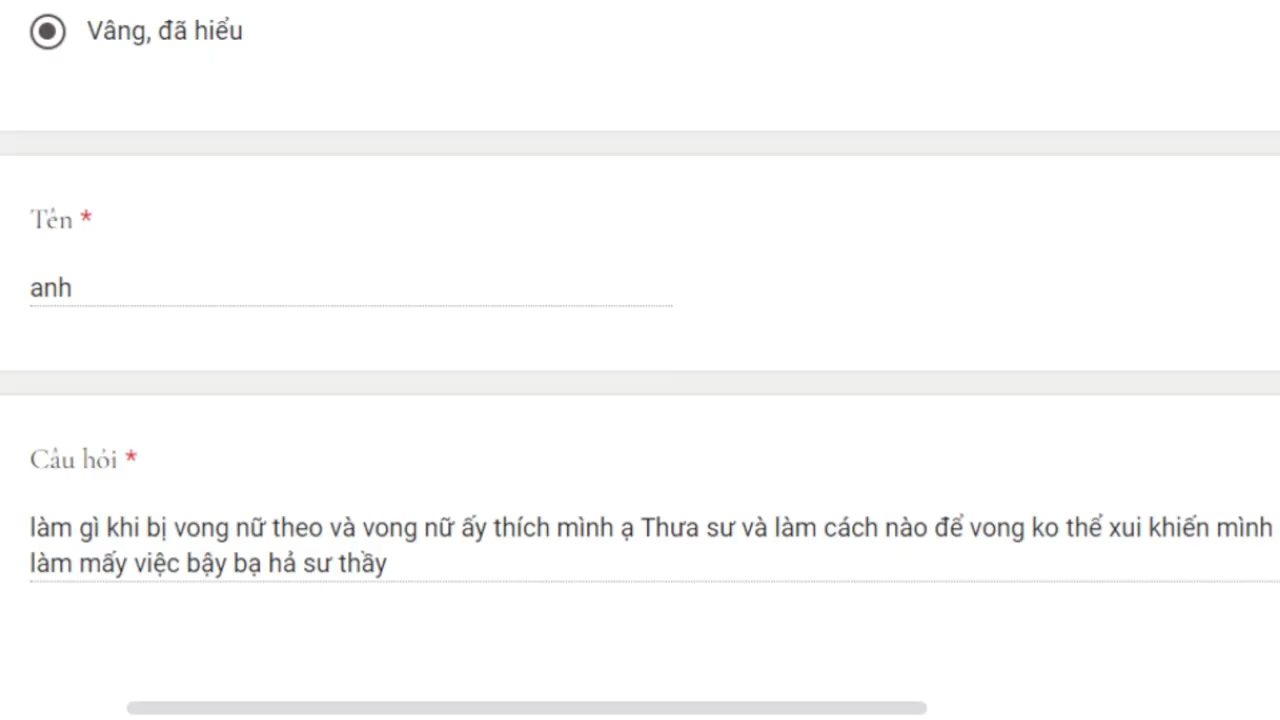 Vâng, đã hiểu
Tên *
anh
Câu hỏi *
làm gì khi bị vong nữ theo và vong nữ ấy thích mình ạ Thưa sư và làm cách nào để vong ko thể xui khiến mình
làm mấy việc bậy bạ hả sư thầy